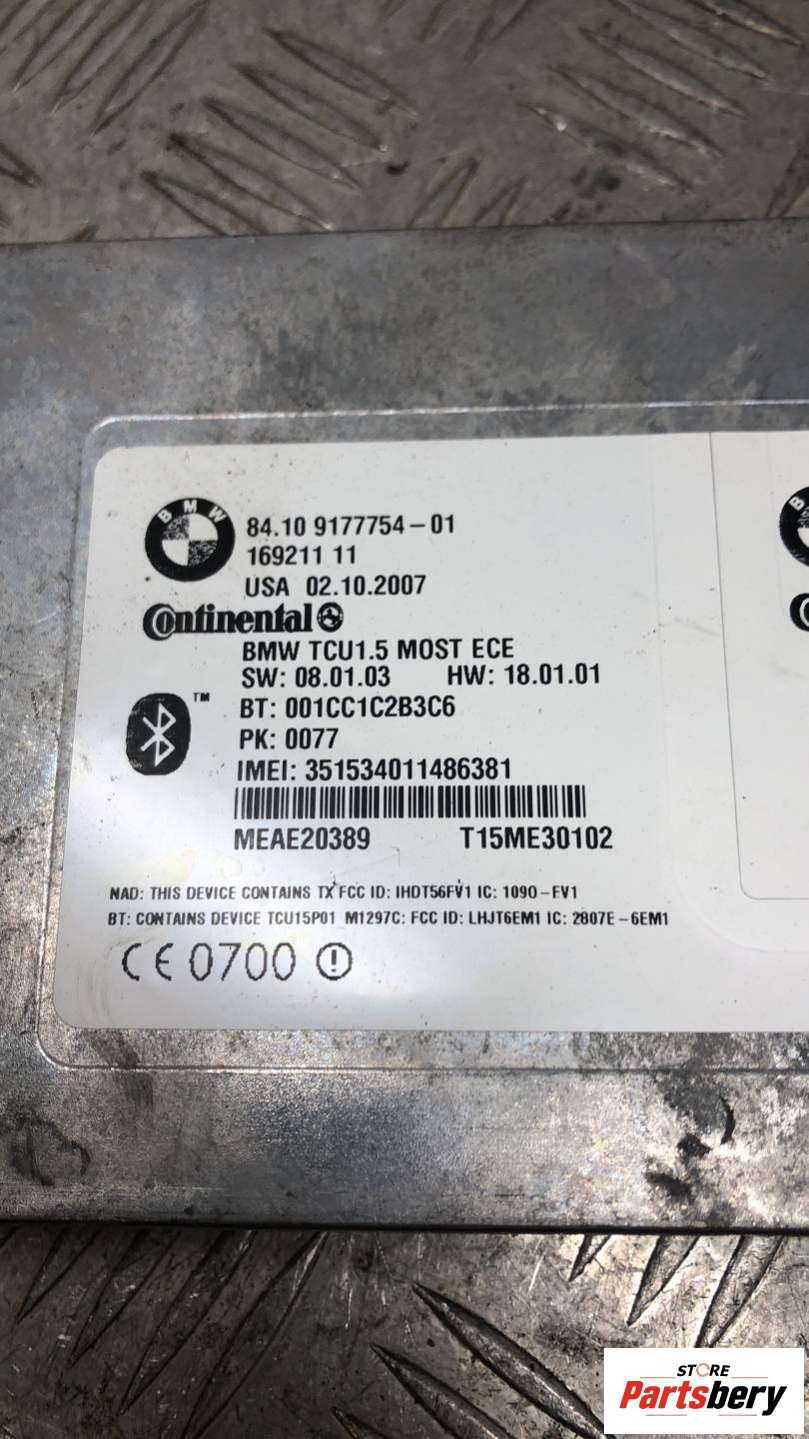 BMW
84.10 9177754-01
169211 11
USA 02.10.2007
Continental
BMW TCU1.5 MOST ECE
SW: 08.01.03 HW: 18.01.01
TM
BT: 001CC1C2B3C6
PK: 0077
IMEI: 351534011486381
MEAE20389 T15ME30102
NAD: THIS DEVICE CONTAINS TX FCC ID: IHDT56FV1 IC: 1090-FV1
BT: CONTAINS DEVICE TCU15P01 M1297C: FCC ID: LHJT6EM1 IC: 2807E-6EM1
CE 0700
STORE
Partsbery